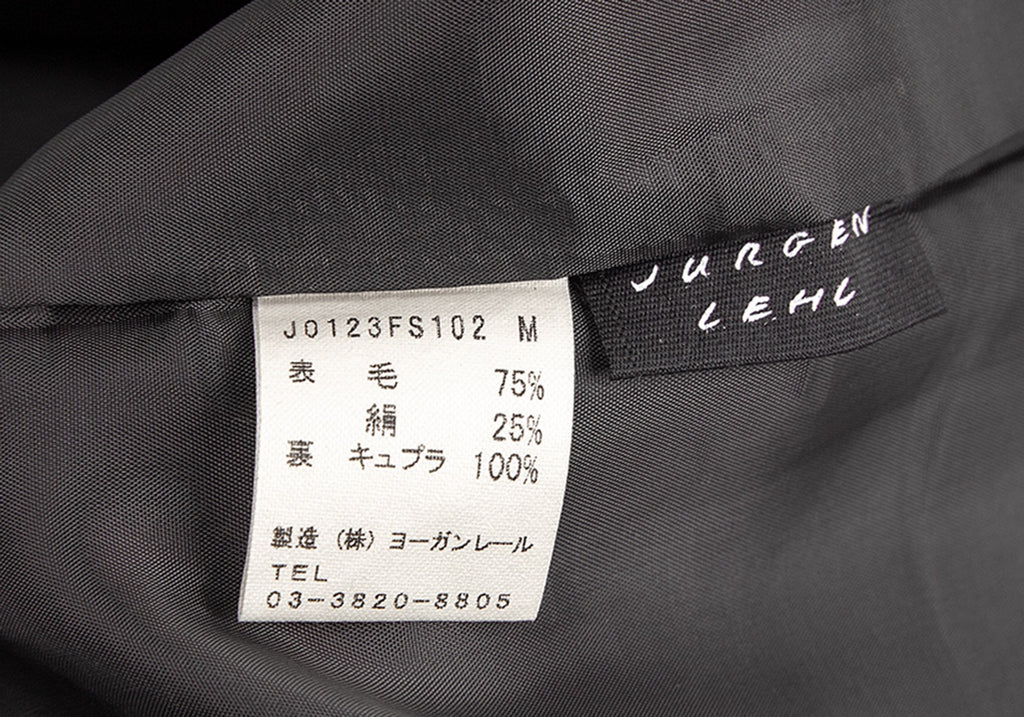 JURGEN
LEHL
J0123FS102 M
表 毛 75%
絹 25%
裏 キュプラ 100%
製造 (株) ヨーガンレール
TEL
03-3820-8805